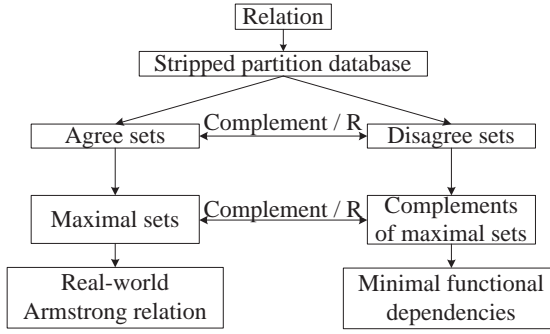 Relation
Stripped partition database
Agree sets
Complement / R
Disagree sets
Maximal sets
Complement / R
Complements
of maximal sets
Real-world
Armstrong relation
Minimal functional
dependencies